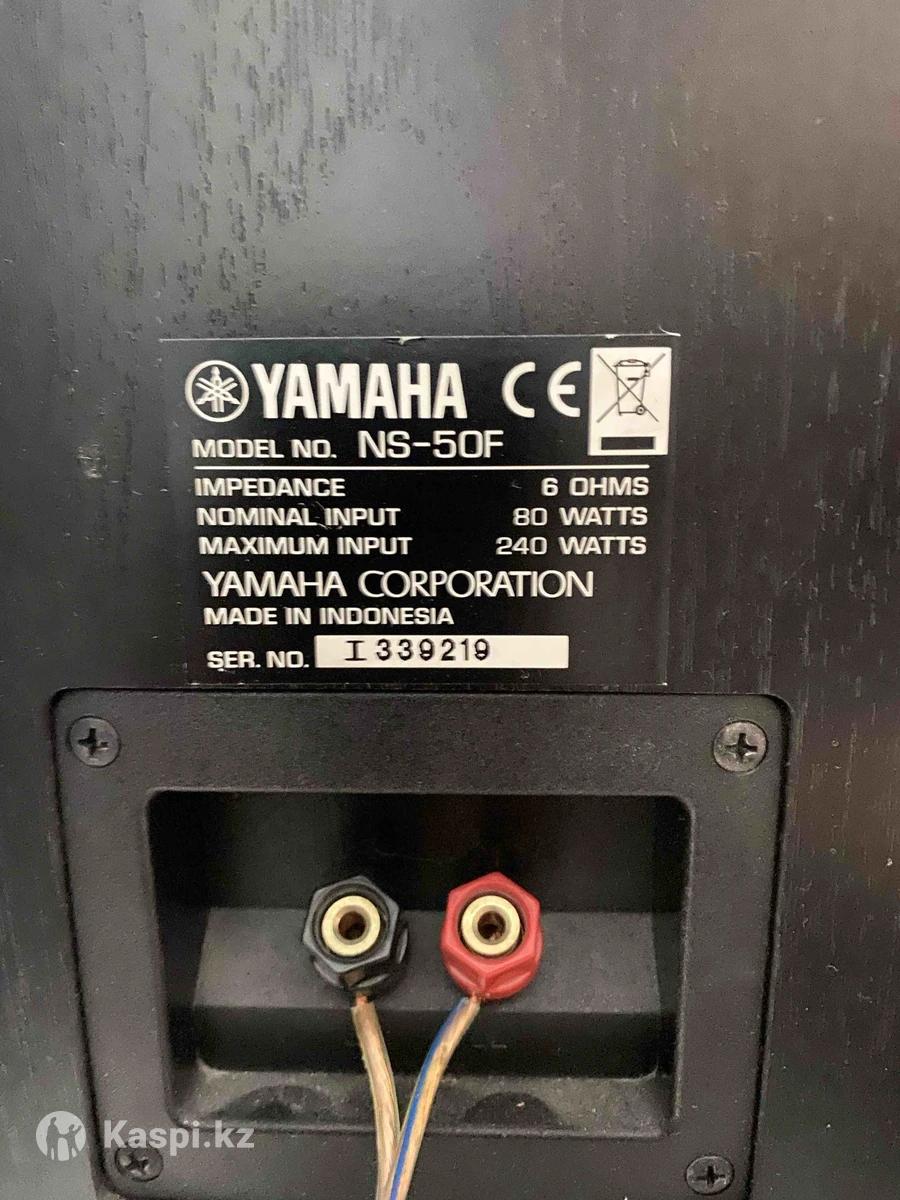 YAMAHA CE
MODEL NO. NS-50F
IMPEDANCE 6 OHMS
NOMINAL INPUT 80 WATTS
MAXIMUM INPUT 240 WATTS
YAMAHA CORPORATION
MADE IN INDONESIA
SER. NO. I 339219
Kaspi.kz